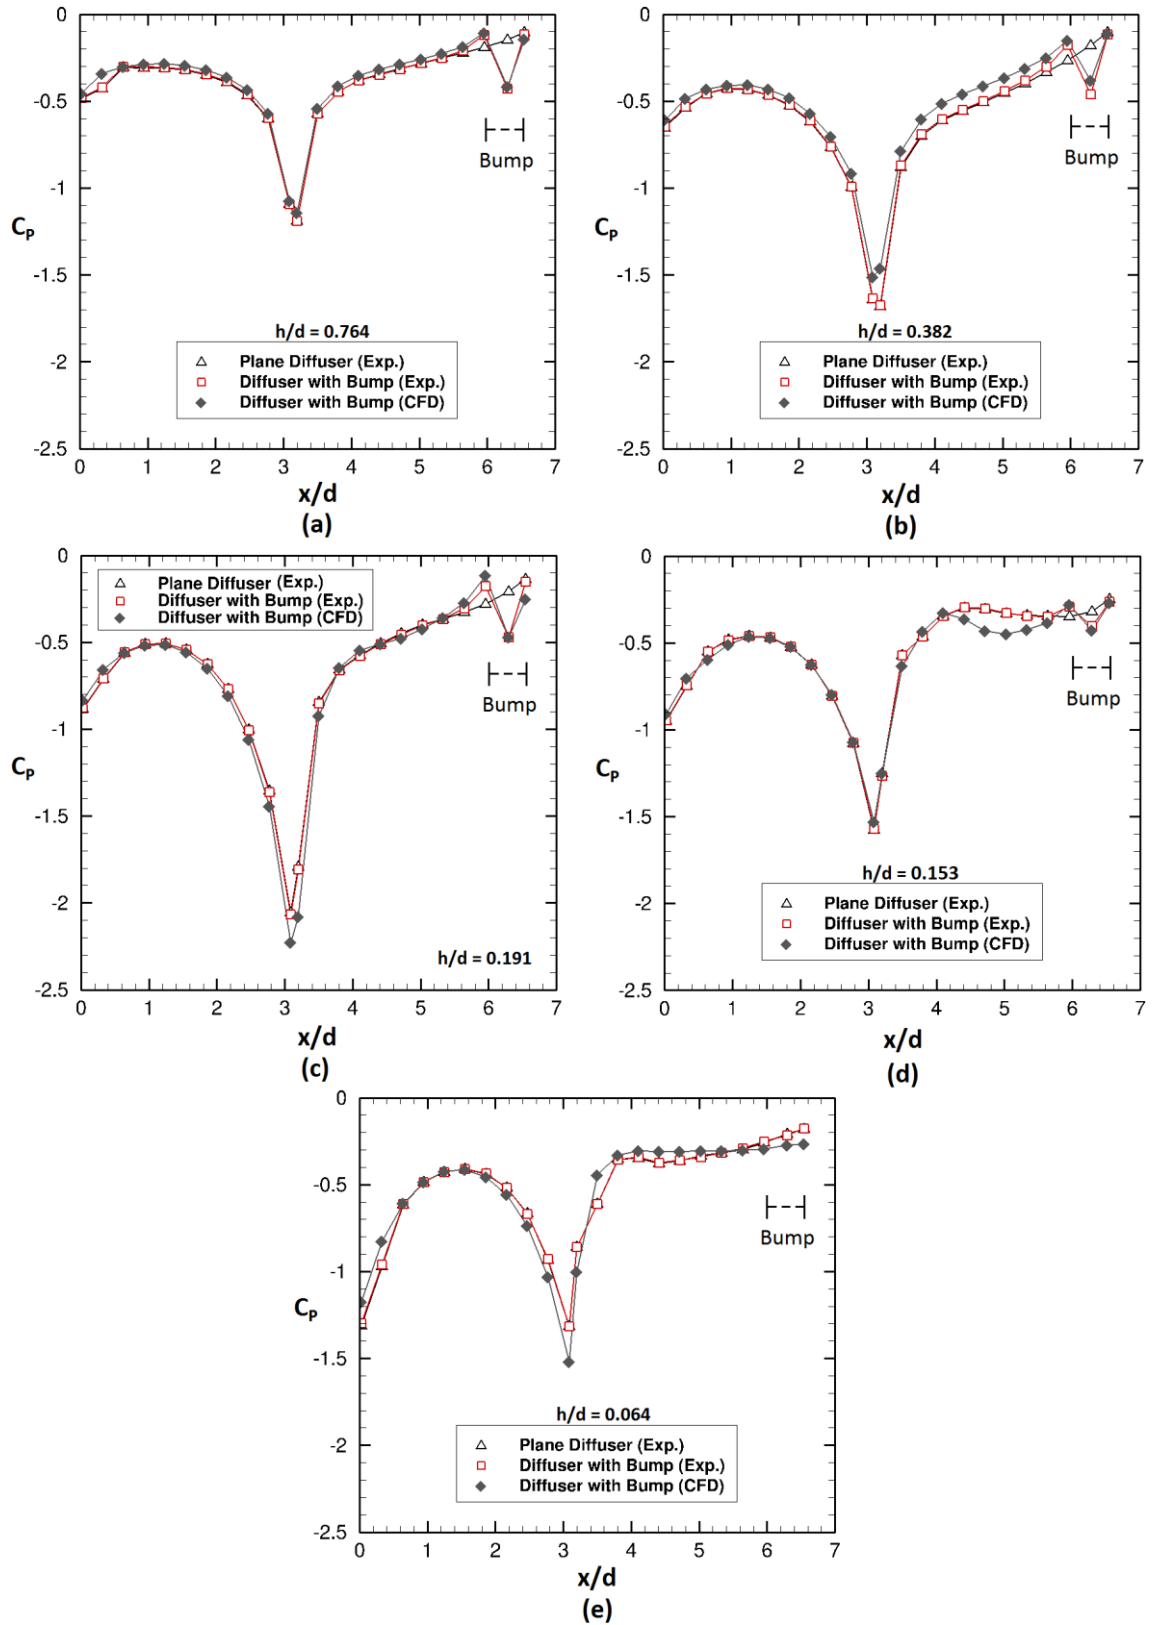 0
-0.5
-1
-1.5
-2
-2.5
C_P
Bump
h/d = 0.764
Plane Diffuser (Exp.)
Diffuser with Bump (Exp.)
Diffuser with Bump (CFD)
0 1 2 3 4 5 6 7
x/d
(a)
0
-0.5
-1
-1.5
-2
-2.5
C_P
Bump
h/d = 0.382
Plane Diffuser (Exp.)
Diffuser with Bump (Exp.)
Diffuser with Bump (CFD)
0 1 2 3 4 5 6 7
x/d
(b)
0
-0.5
-1
-1.5
-2
-2.5
C_P
Plane Diffuser (Exp.)
Diffuser with Bump (Exp.)
Diffuser with Bump (CFD)
Bump
h/d = 0.191
0 1 2 3 4 5 6 7
x/d
(c)
0
-0.5
-1
-1.5
-2
-2.5
C_P
Bump
h/d = 0.153
Plane Diffuser (Exp.)
Diffuser with Bump (Exp.)
Diffuser with Bump (CFD)
0 1 2 3 4 5 6 7
x/d
(d)
0
-0.5
-1
-1.5
-2
-2.5
C_P
Bump
h/d = 0.064
Plane Diffuser (Exp.)
Diffuser with Bump (Exp.)
Diffuser with Bump (CFD)
0 1 2 3 4 5 6 7
x/d
(e)